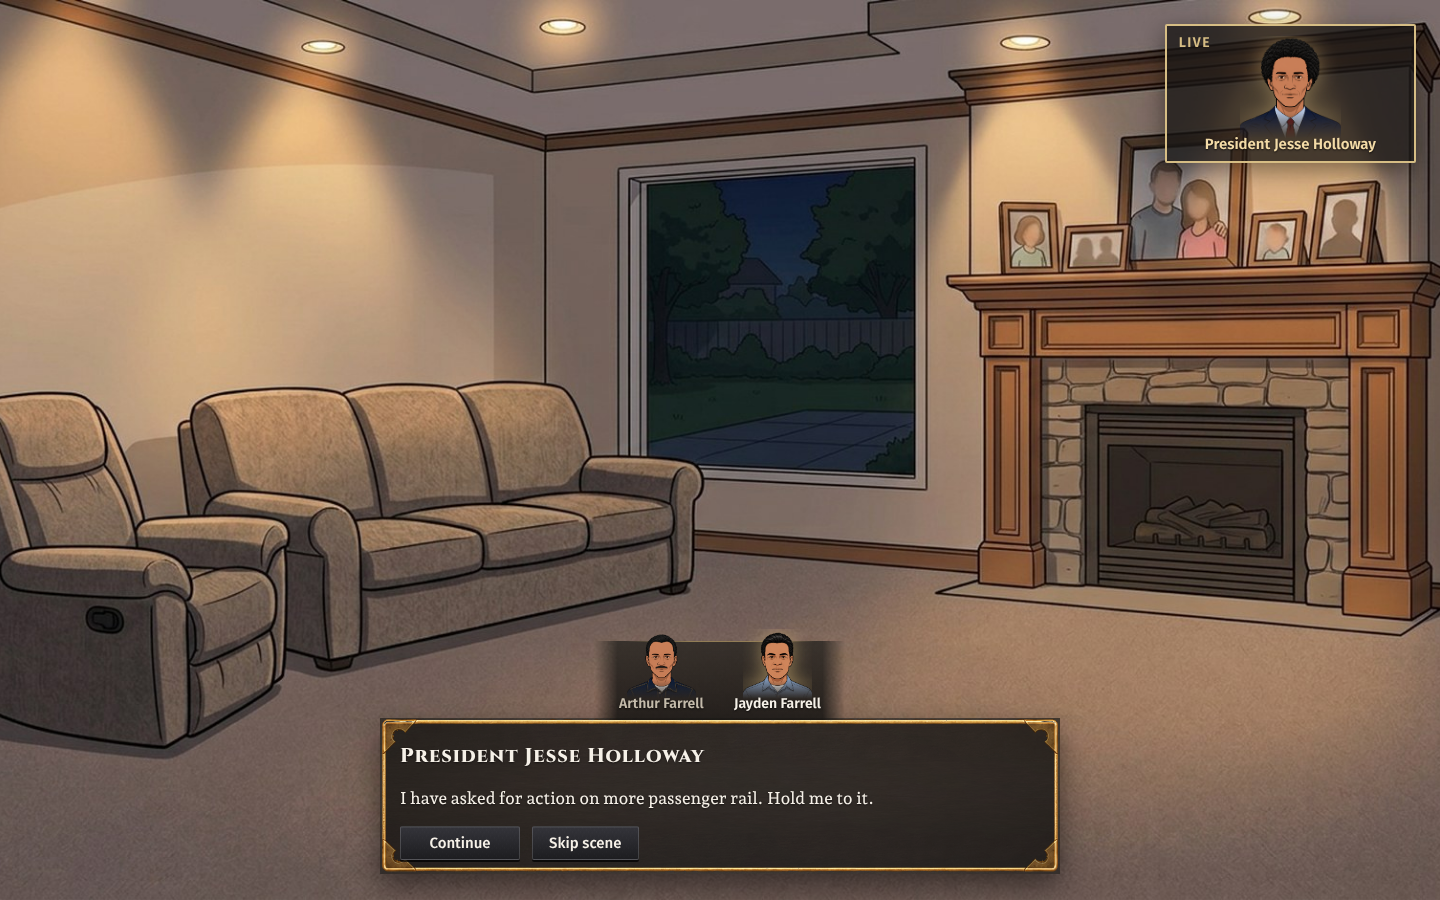 LIVE
President Jesse Holloway
Arthur Farrell
Jayden Farrell
President Jesse Holloway
I have asked for action on more passenger rail. Hold me to it.
Continue
Skip scene